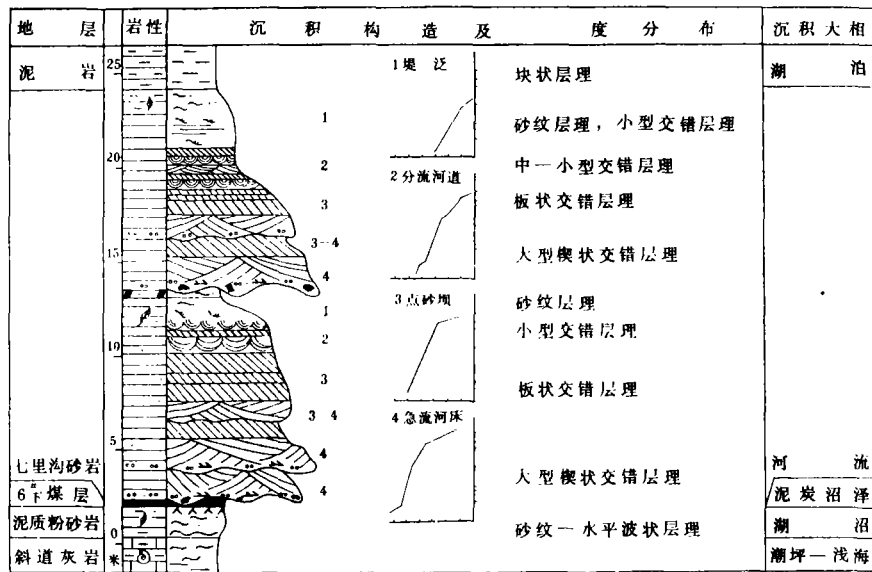 地 层 岩性 沉 积 构 造 及 度 分 布 沉积大相
25
泥 岩 1 堤 泛 块状层理 湖 泊
1 砂纹层理，小型交错层理
20 2 中一小型交错层理
2 分流河道
3 板状交错层理
3-4
15 大型楔状交错层理
4
3 点砂坝 砂纹层理
1 小型交错层理
10 2
3 板状交错层理
3 4 4 急流河床
5
七里沟砂岩 4 大型楔状交错层理 河 流
6#下煤层 4 泥炭沼泽
泥质粉砂岩 0 砂纹一水平波状层理 湖 沼
斜道灰岩 米 潮坪一浅海